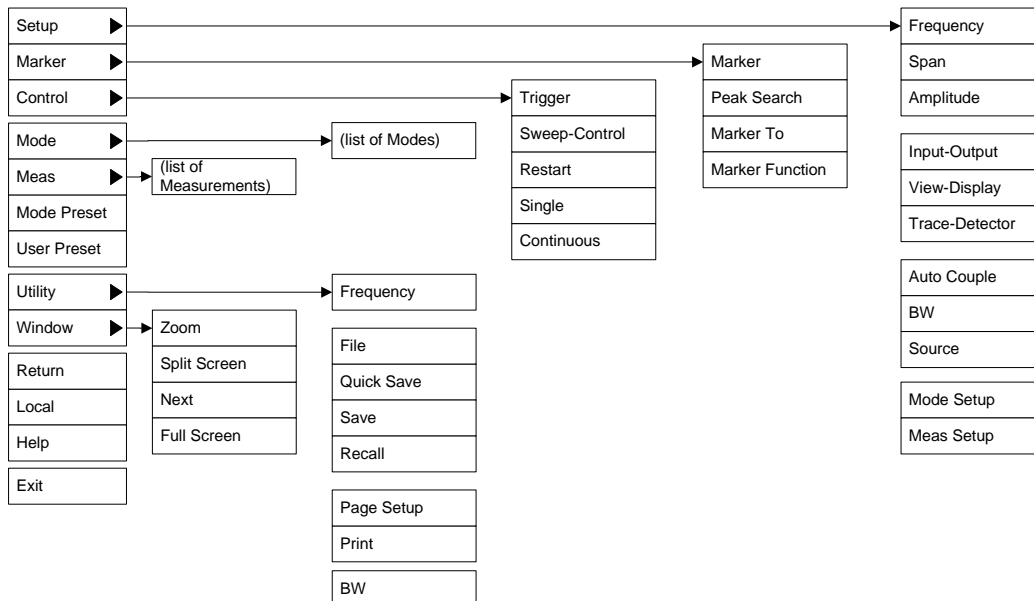 Setup
Marker
Control
Mode
Meas
Mode Preset
User Preset
Utility
Window
Return
Local
Help
Exit
(list of
Measurements)
Zoom
Split Screen
Next
Full Screen
(list of Modes)
Frequency
File
Quick Save
Save
Recall
Page Setup
Print
BW
Trigger
Sweep-Control
Restart
Single
Continuous
Marker
Peak Search
Marker To
Marker Function
Frequency
Span
Amplitude
Input-Output
View-Display
Trace-Detector
Auto Couple
BW
Source
Mode Setup
Meas Setup